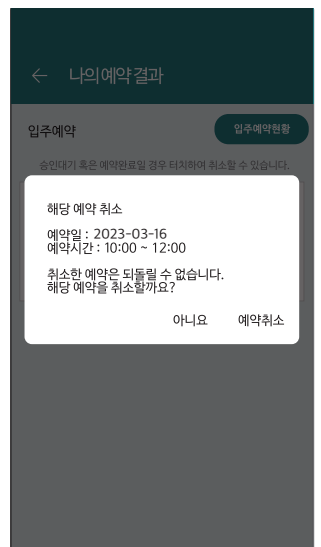 나의예약결과
입주예약
입주예약현황
승인대기 혹은 예약완료일 경우 터치하여 취소할 수 있습니다.
해당 예약 취소
예약일 : 2023-03-16
예약시간 : 10:00 ~ 12:00
취소한 예약은 되돌릴 수 없습니다.
해당 예약을 취소할까요?
아니요
예약취소